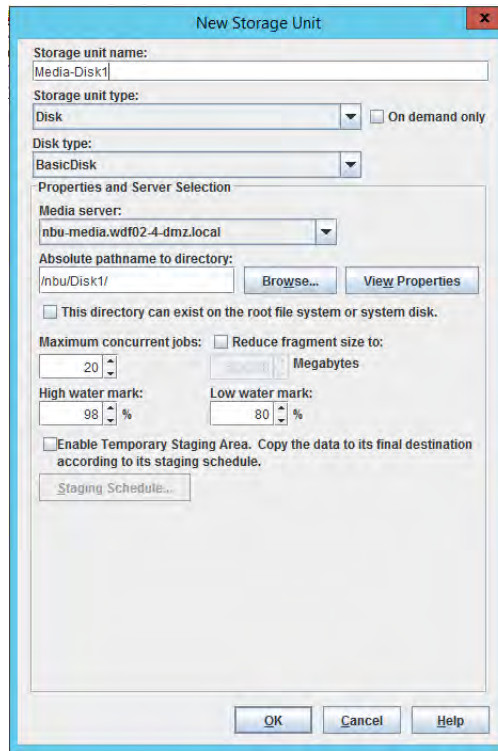 New Storage Unit
x
Storage unit name:
Media-Disk1
Storage unit type:
Disk
On demand only
Disk type:
BasicDisk
Properties and Server Selection
Media server:
nbu-media.wdf02-4-dmz.local
Absolute pathname to directory:
/nbu/Disk1/
Browse...
View Properties
This directory can exist on the root file system or system disk.
Maximum concurrent jobs:
Reduce fragment size to:
20
Megabytes
High water mark:
Low water mark:
98 %
80 %
Enable Temporary Staging Area. Copy the data to its final destination
according to its staging schedule.
Staging Schedule...
OK
Cancel
Help